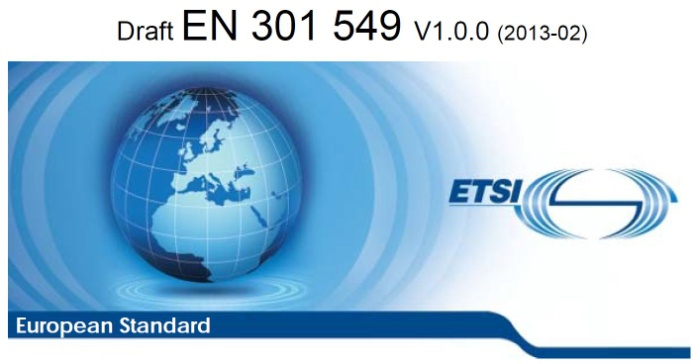 Draft EN 301 549 V1.0.0 (2013-02)
ETSI
European Standard